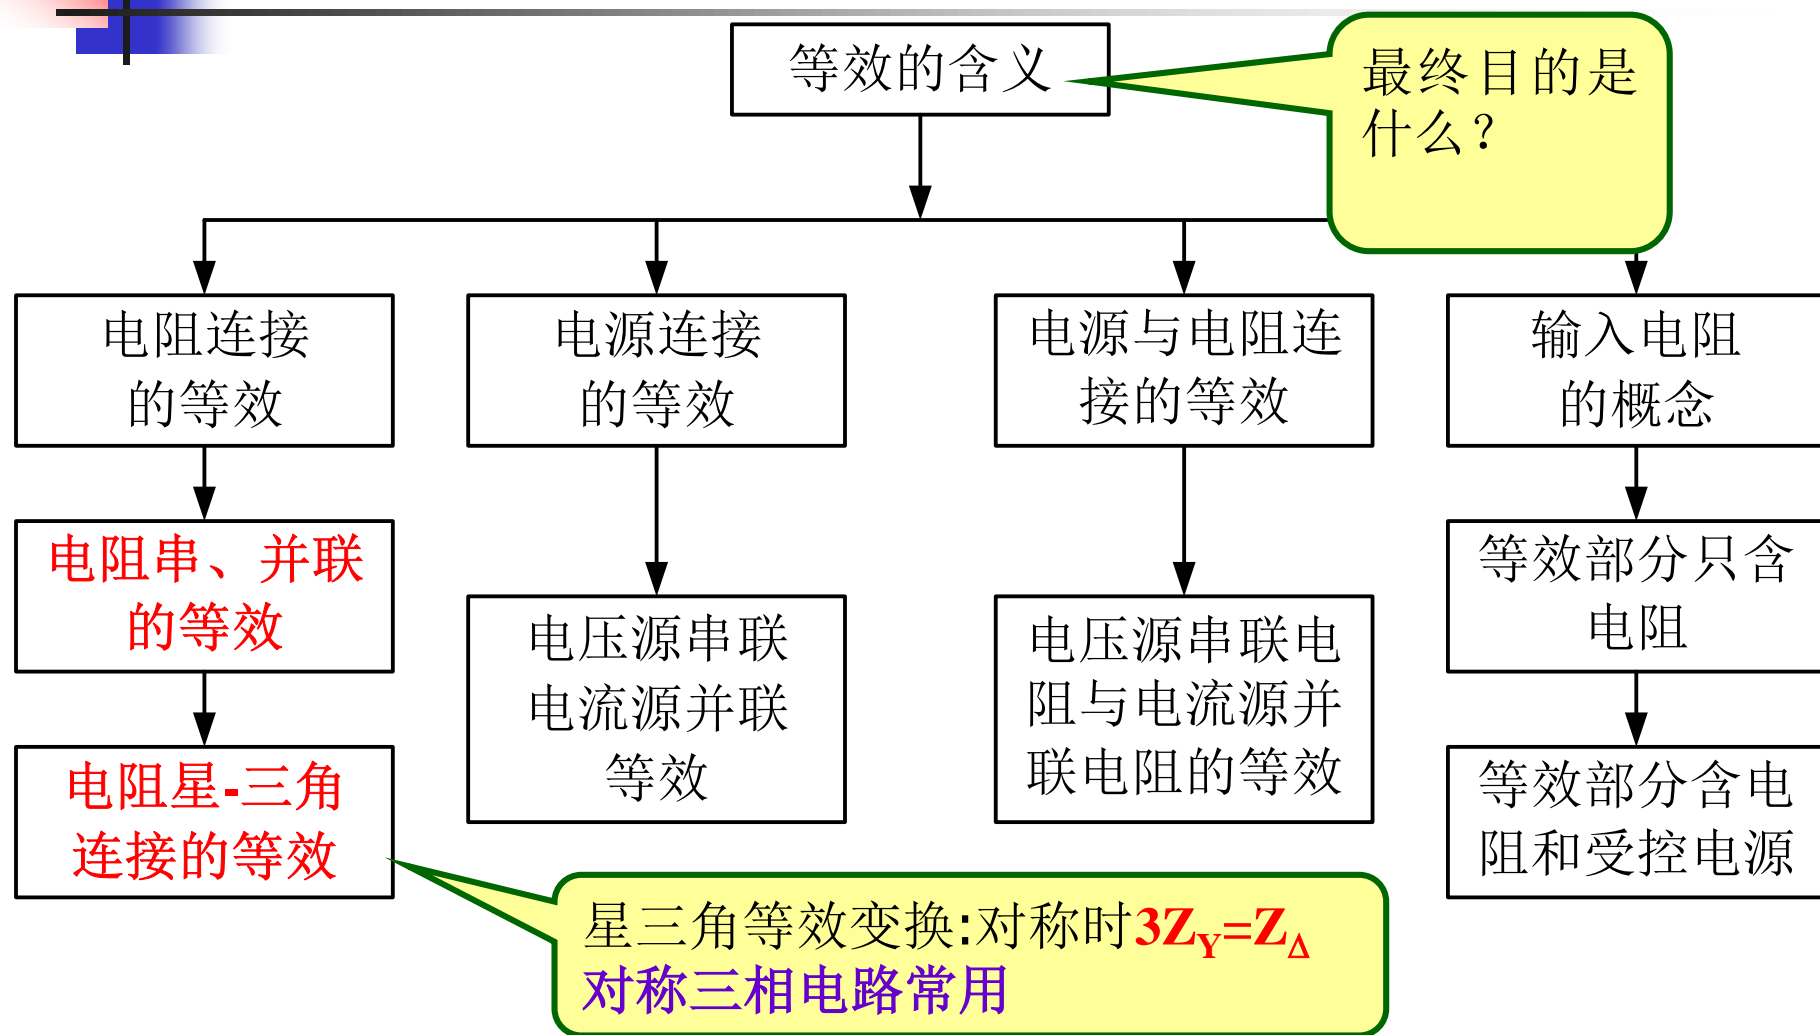 等效的含义
最终目的是
什么?
电阻连接
的等效
电源连接
的等效
电源与电阻连
接的等效
输入电阻
的概念
电阻串、并联
的等效
等效部分只含
电阻
电压源串联
电流源并联
等效
电压源串联电
阻与电流源并
联电阻的等效
电阻星-三角
连接的等效
等效部分含电
阻和受控电源
星三角等效变换:对称时3Z_Y=Z_Δ
对称三相电路常用